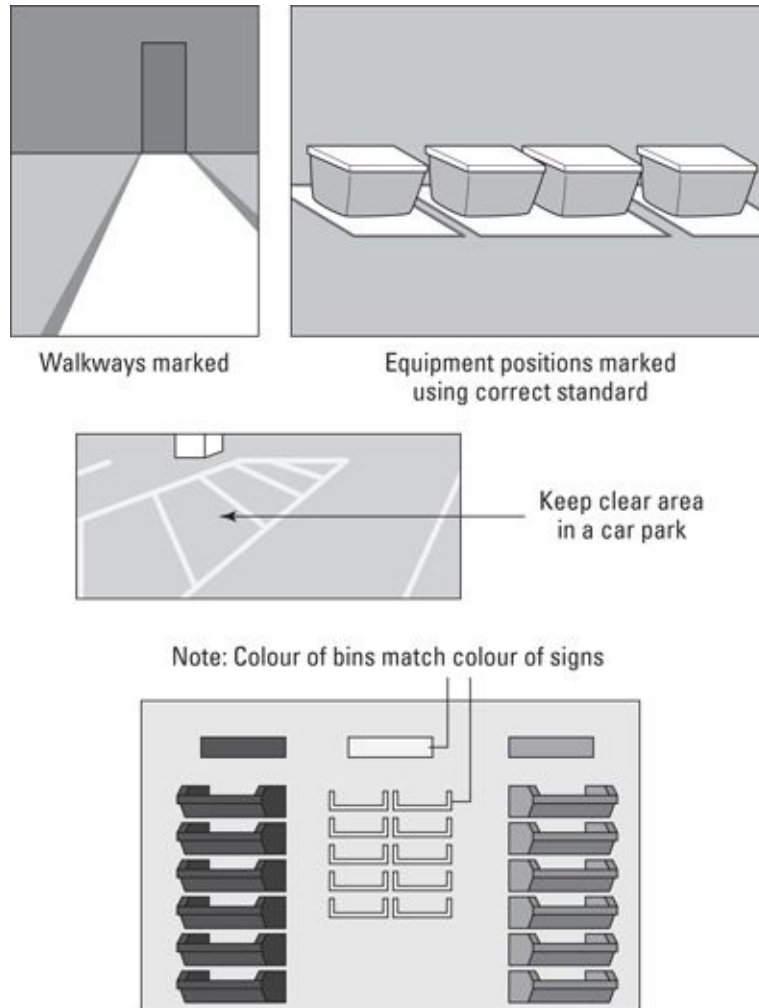 Walkways marked
Equipment positions marked
using correct standard
Keep clear area
in a car park
Note: Colour of bins match colour of signs